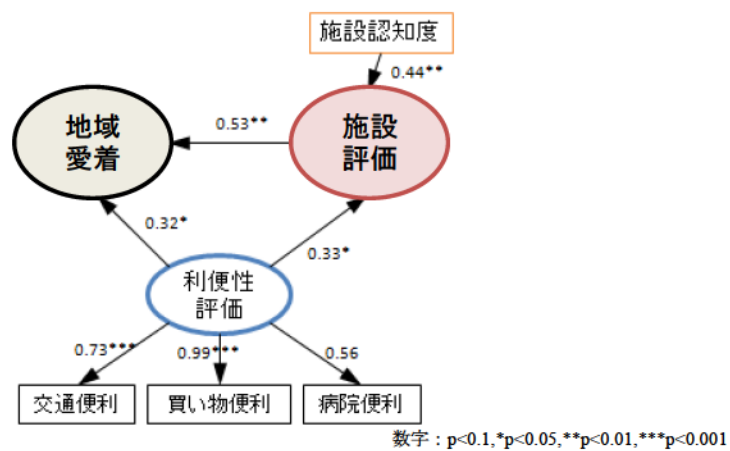 施設認知度
0.44**
地域
愛着
0.53**
施設
評価
0.32*
0.33*
利便性
評価
0.73***
0.99***
0.56
交通便利
買い物便利
病院便利
数字：p<0.1,*p<0.05,**p<0.01,***p<0.001